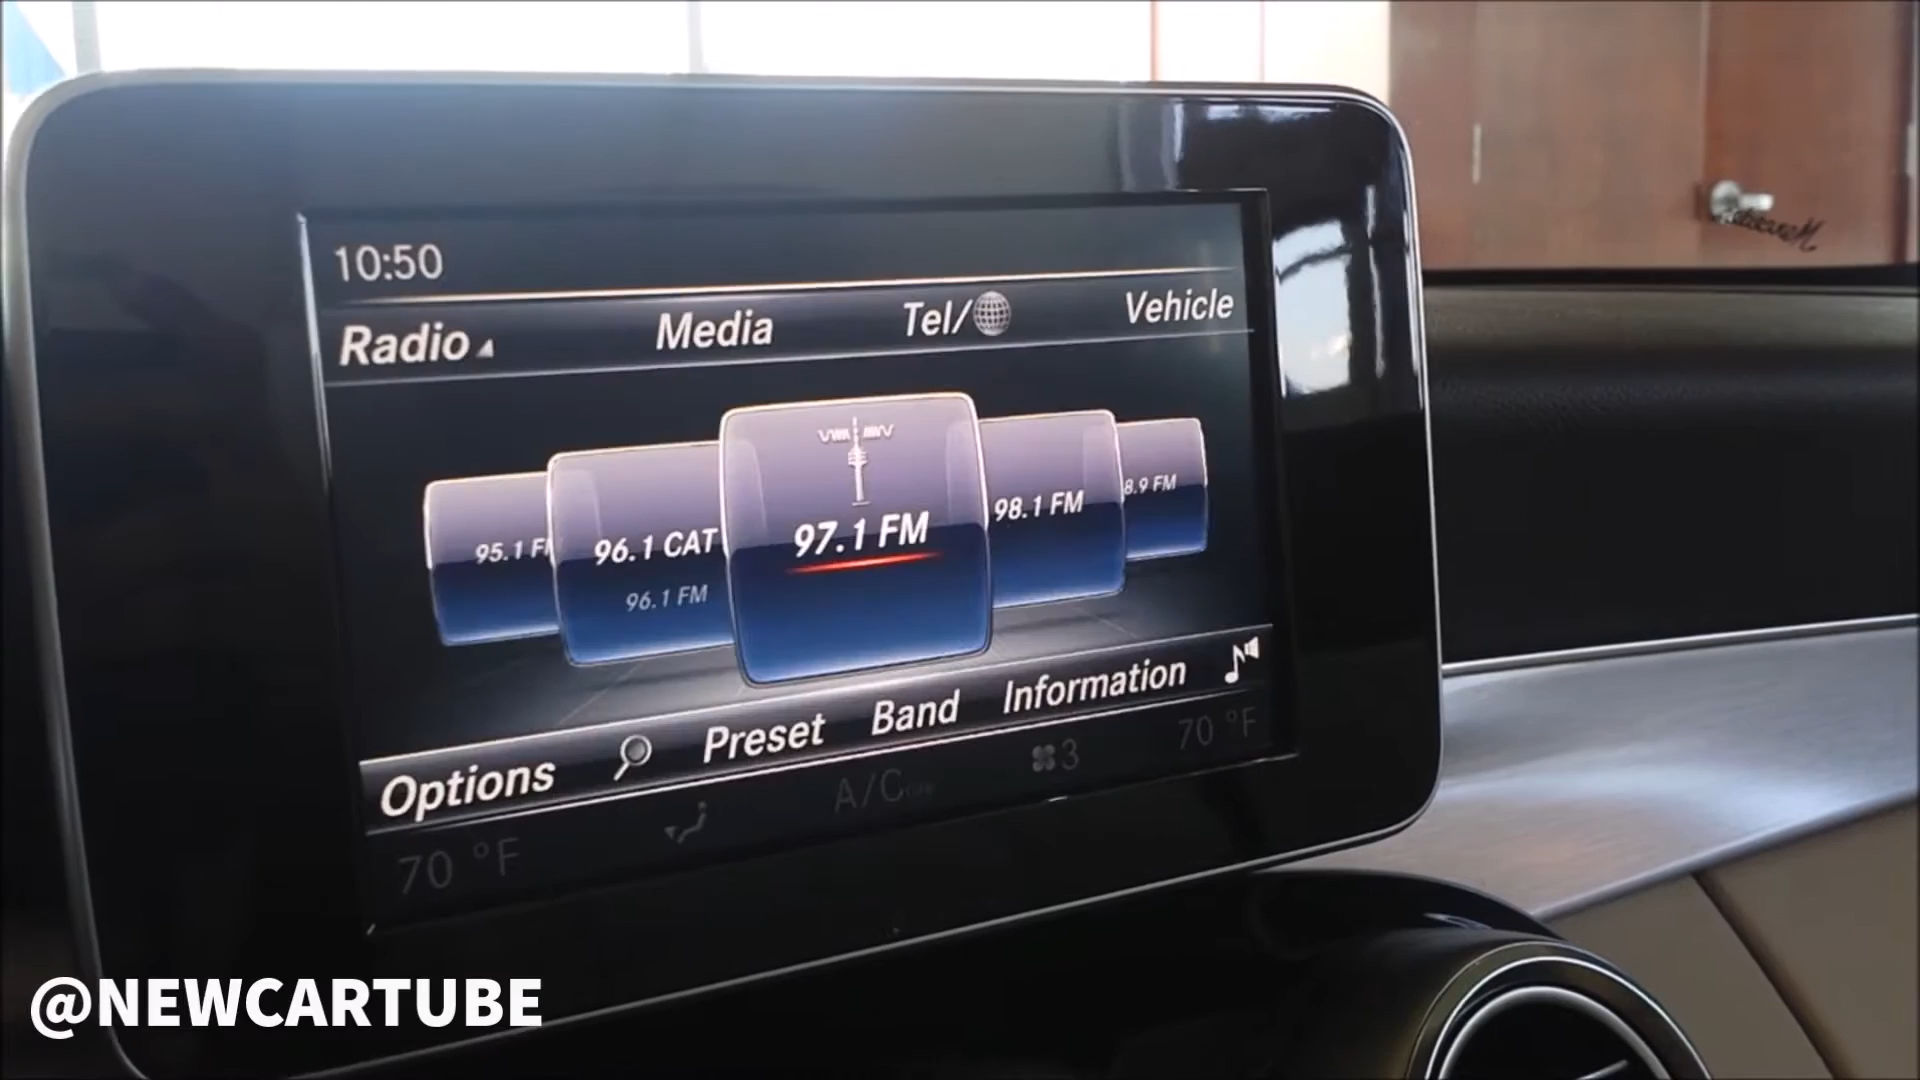 10:50
Radio Media Tel/ Vehicle
95.1 F 96.1 CAT 97.1 FM 98.1 FM 8.9 FM
96.1 FM
Options Preset Band Information
70 °F A/C 3 70 °F
@NEWCARTUBE